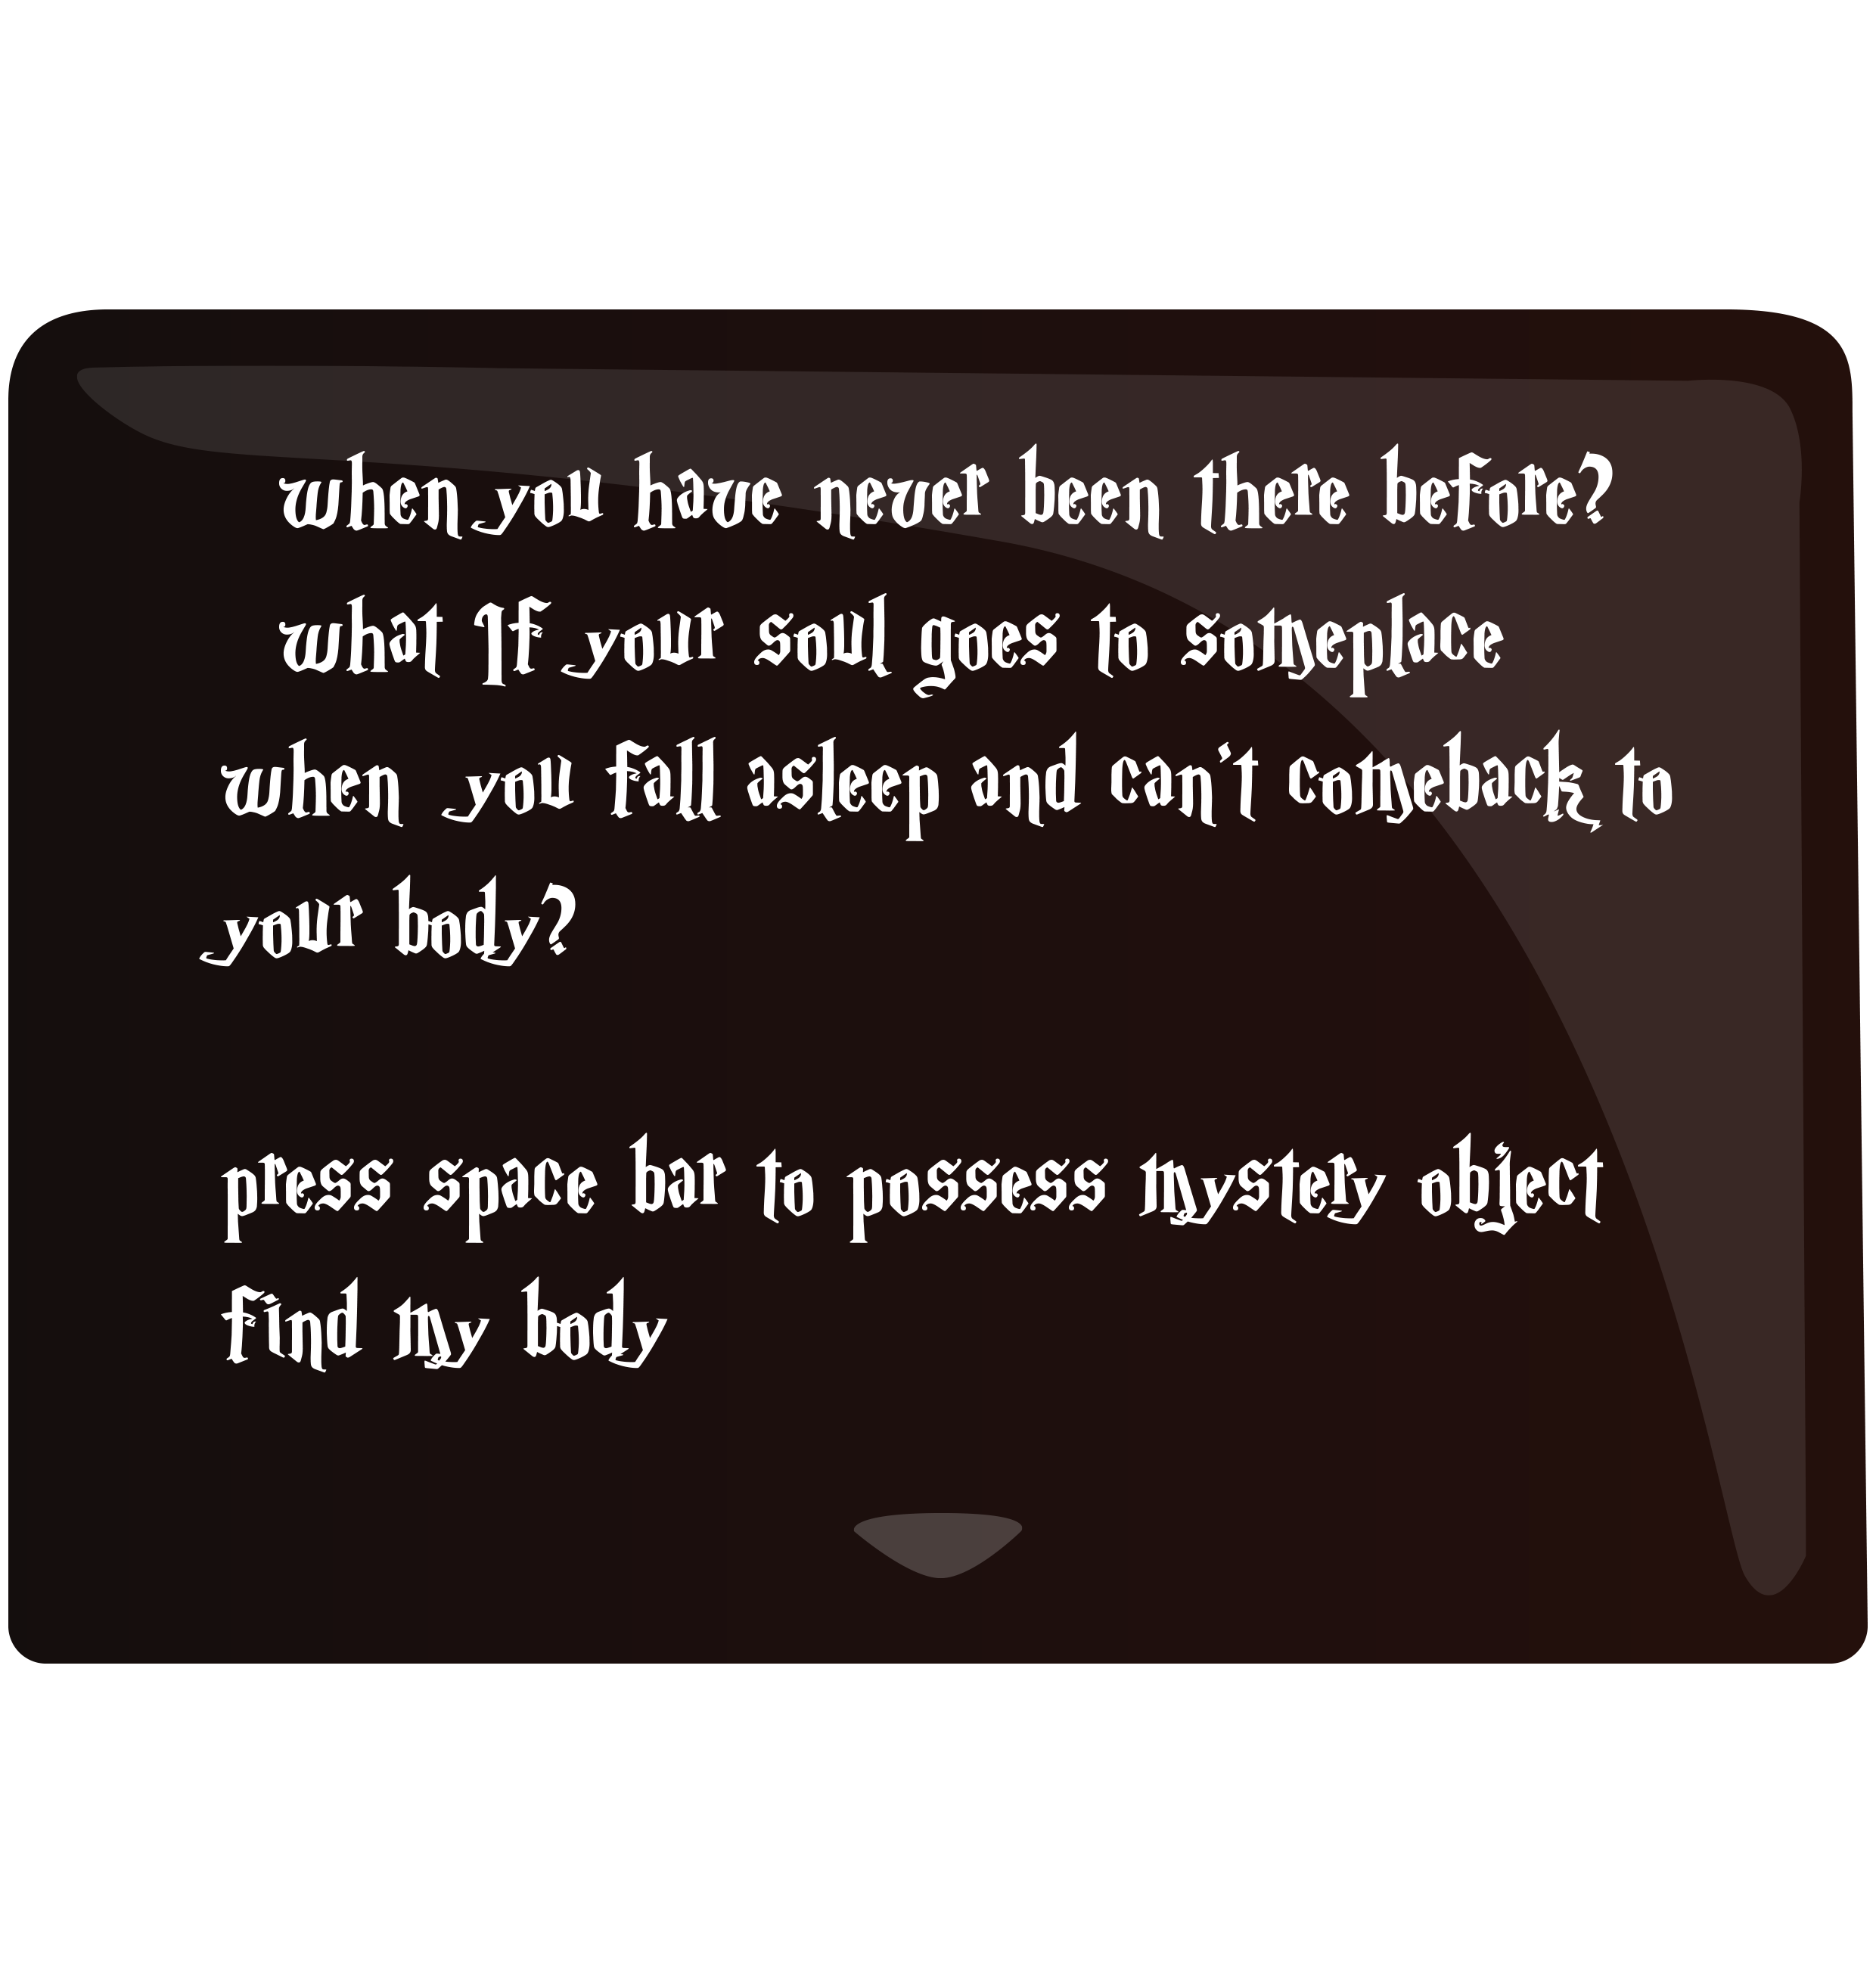 when you have never been there before?
what If your soul goes to someplace
when you fall asleep and can't comeback to
your body?
press space bar to possess mystery object
find my body